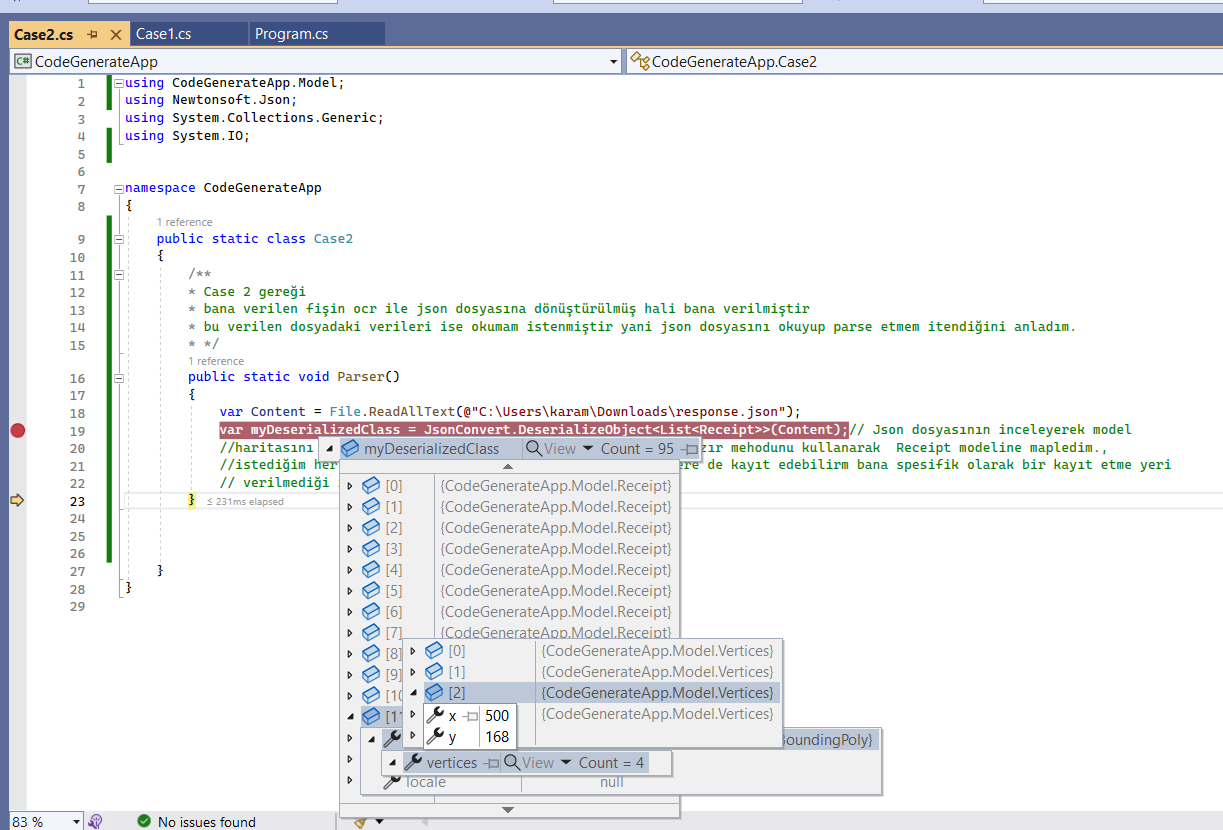 Case2.cs Case1.cs Program.cs
C# CodeGenerateApp CodeGenerateApp.Case2
1 using CodeGenerateApp.Model;
2 using Newtonsoft.Json;
3 using System.Collections.Generic;
4 using System.IO;
5
6
7 namespace CodeGenerateApp
8 {
1 reference
9 public static class Case2
10 {
11 /**
12 * Case 2 gereği
13 * bana verilen fişin ocr ile json dosyasına dönüştürülmüş hali bana verilmiştir
14 * bu verilen dosyadaki verileri ise okumam istenmiştir yani json dosyasını okuyup parse etmem itendiğini anladım.
15 * */
1 reference
16 public static void Parser()
17 {
18 var Content = File.ReadAllText(@"C:\Users\karam\Downloads\response.json");
19 var myDeserializedClass = JsonConvert.DeserializeObject<List<Receipt>>(Content);// Json dosyasının inceleyerek model
20 //haritasını myDeserializedClass View Count = 95 zır mehodunu kullanarak Receipt modeline mapledim.,
21 //istediğim her ere de kayıt edebilirm bana spesifik olarak bir kayıt etme yeri
22 // verilmediği
23 } ≤ 231ms elapsed
24
25
26
27 }
28 }
29
[0] {CodeGenerateApp.Model.Receipt}
[1] {CodeGenerateApp.Model.Receipt}
[2] {CodeGenerateApp.Model.Receipt}
[3] {CodeGenerateApp.Model.Receipt}
[4] {CodeGenerateApp.Model.Receipt}
[5] {CodeGenerateApp.Model.Receipt}
[6] {CodeGenerateApp.Model.Receipt}
[7] {CodeGenerateApp.Model.Receipt}
[8] [0] {CodeGenerateApp.Model.Vertices}
[9] [1] {CodeGenerateApp.Model.Vertices}
[10 [2] {CodeGenerateApp.Model.Vertices}
[11 {CodeGenerateApp.Model.Vertices}
x 500
y 168
BoundingPoly}
vertices View Count = 4
locale null
83 % No issues found